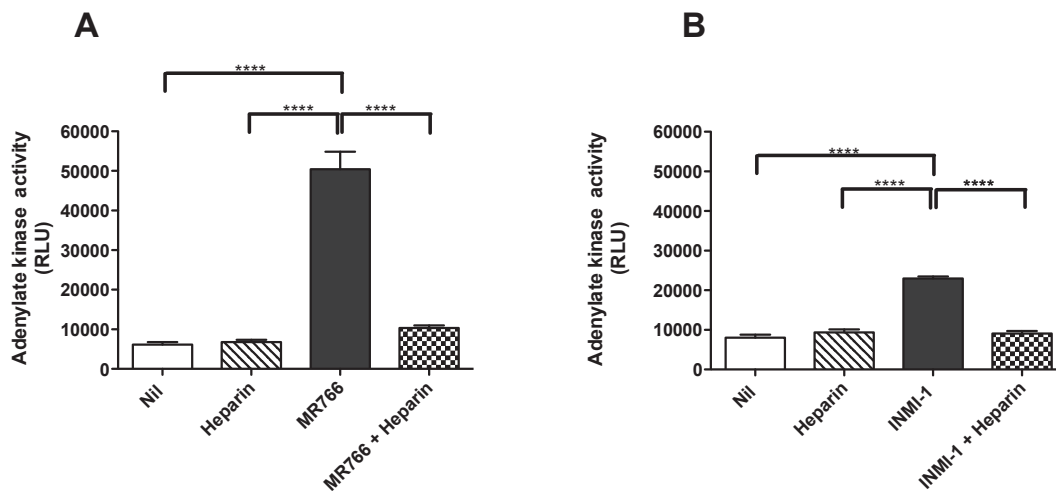 A
****
**** ****
60000
50000
40000
30000
20000
10000
0
Adenylate kinase activity
(RLU)
Nil
Heparin
MR766
MR766 + Heparin
B
****
**** ****
60000
50000
40000
30000
20000
10000
0
Adenylate kinase activity
(RLU)
Nil
Heparin
INMI-1
INMI-1 + Heparin